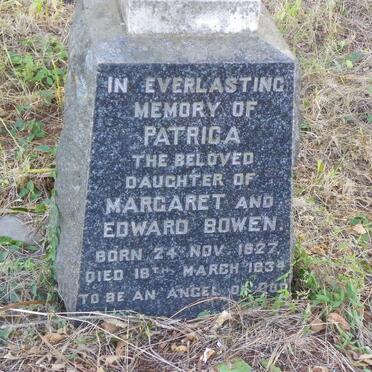 IN EVERLASTING
MEMORY OF
PATRICA
THE BELOVED
DAUGHTER OF
MARGARET AND
EDWARD BOWEN.
BORN 24 NOV. 1927.
DIED 18TH MARCH 1934
TO BE AN ANGEL OF GOD